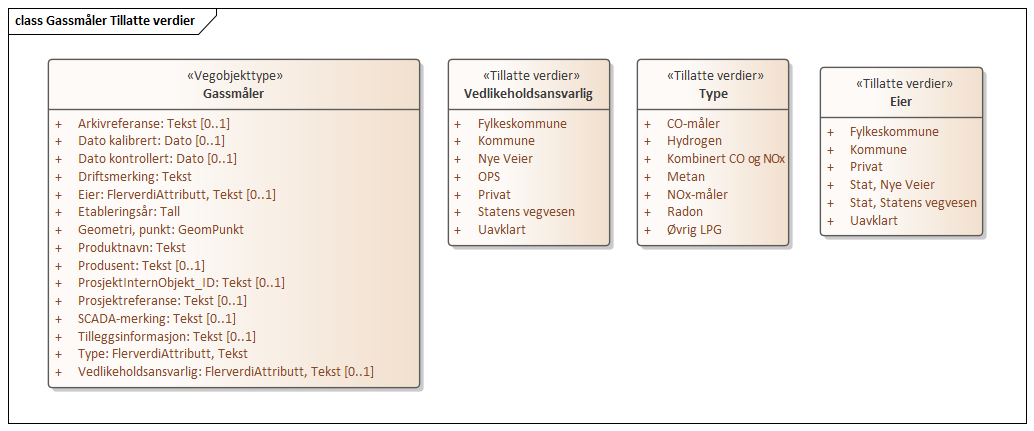 class Gassmåler Tillatte verdier
«Vegobjekttype»
Gassmåler
+ Arkivreferanse: Tekst [0..1]
+ Dato kalibrert: Dato [0..1]
+ Dato kontrollert: Dato [0..1]
+ Driftsmerking: Tekst
+ Eier: FlerverdiAttributt, Tekst [0..1]
+ Etableringsår: Tall
+ Geometri, punkt: GeomPunkt
+ Produktnavn: Tekst
+ Produsent: Tekst [0..1]
+ ProsjektInternObjekt_ID: Tekst [0..1]
+ Prosjektreferanse: Tekst [0..1]
+ SCADA-merking: Tekst [0..1]
+ Tilleggsinformasjon: Tekst [0..1]
+ Type: FlerverdiAttributt, Tekst
+ Vedlikeholdsansvarlig: FlerverdiAttributt, Tekst [0..1]
«Tillatte verdier»
Vedlikeholdsansvarlig
+ Fylkeskommune
+ Kommune
+ Nye Veier
+ OPS
+ Privat
+ Statens vegvesen
+ Uavklart
«Tillatte verdier»
Type
+ CO-måler
+ Hydrogen
+ Kombinert CO og NOx
+ Metan
+ NOx-måler
+ Radon
+ Øvrig LPG
«Tillatte verdier»
Eier
+ Fylkeskommune
+ Kommune
+ Privat
+ Stat, Nye Veier
+ Stat, Statens vegvesen
+ Uavklart